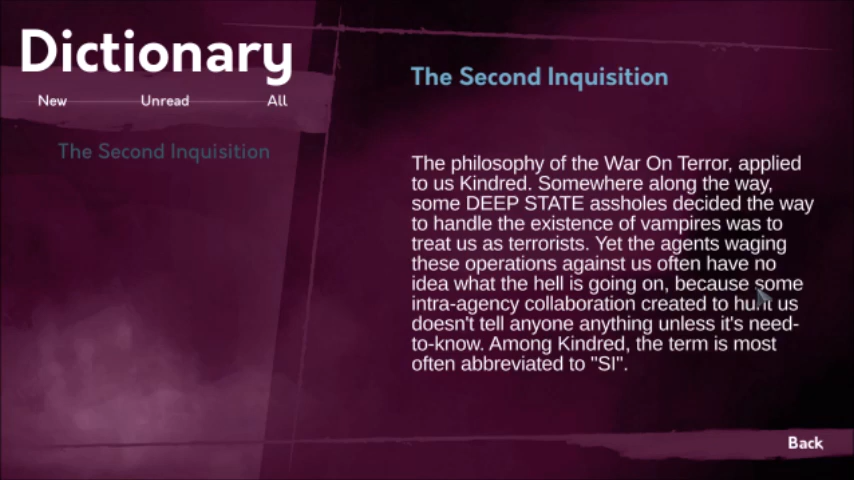 Dictionary
New Unread All
The Second Inquisition
The Second Inquisition
The philosophy of the War On Terror, applied
to us Kindred. Somewhere along the way,
some DEEP STATE assholes decided the way
to handle the existence of vampires was to
treat us as terrorists. Yet the agents waging
these operations against us often have no
idea what the hell is going on, because some
intra-agency collaboration created to hunt us
doesn't tell anyone anything unless it's need-
to-know. Among Kindred, the term is most
often abbreviated to "SI".
Back